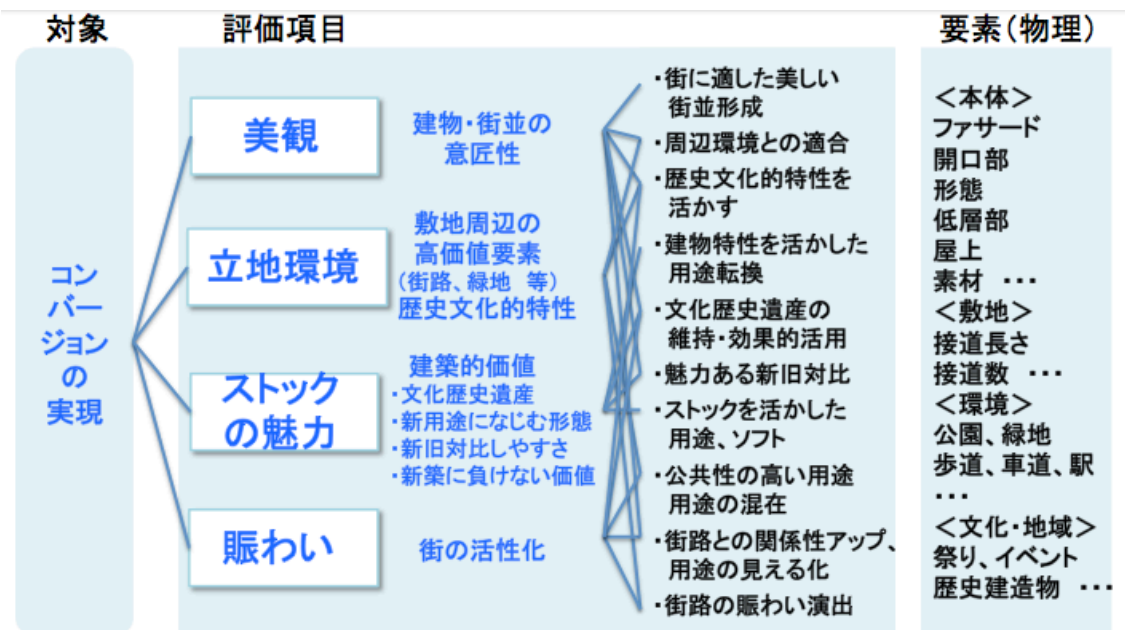 対象
評価項目
要素(物理)
コン
バー
ジョン
の
実現
美観
建物・街並の
意匠性
立地環境
敷地周辺の
高価値要素
(街路、緑地 等)
歴史文化的特性
ストック
の魅力
建築的価値
・文化歴史遺産
・新用途になじむ形態
・新旧対比しやすさ
・新築に負けない価値
賑わい
街の活性化
・街に適した美しい
街並形成
・周辺環境との適合
・歴史文化的特性を
活かす
・建物特性を活かした
用途転換
・文化歴史遺産の
維持・効果的活用
・魅力ある新旧対比
・ストックを活かした
用途、ソフト
・公共性の高い用途
用途の混在
・街路との関係性アップ、
用途の見える化
・街路の賑わい演出
<本体>
ファサード
開口部
形態
低層部
屋上
素材 ・・・
<敷地>
接道長さ
接道数 ・・・
<環境>
公園、緑地
歩道、車道、駅
・・・
<文化・地域>
祭り、イベント
歴史建造物 ・・・